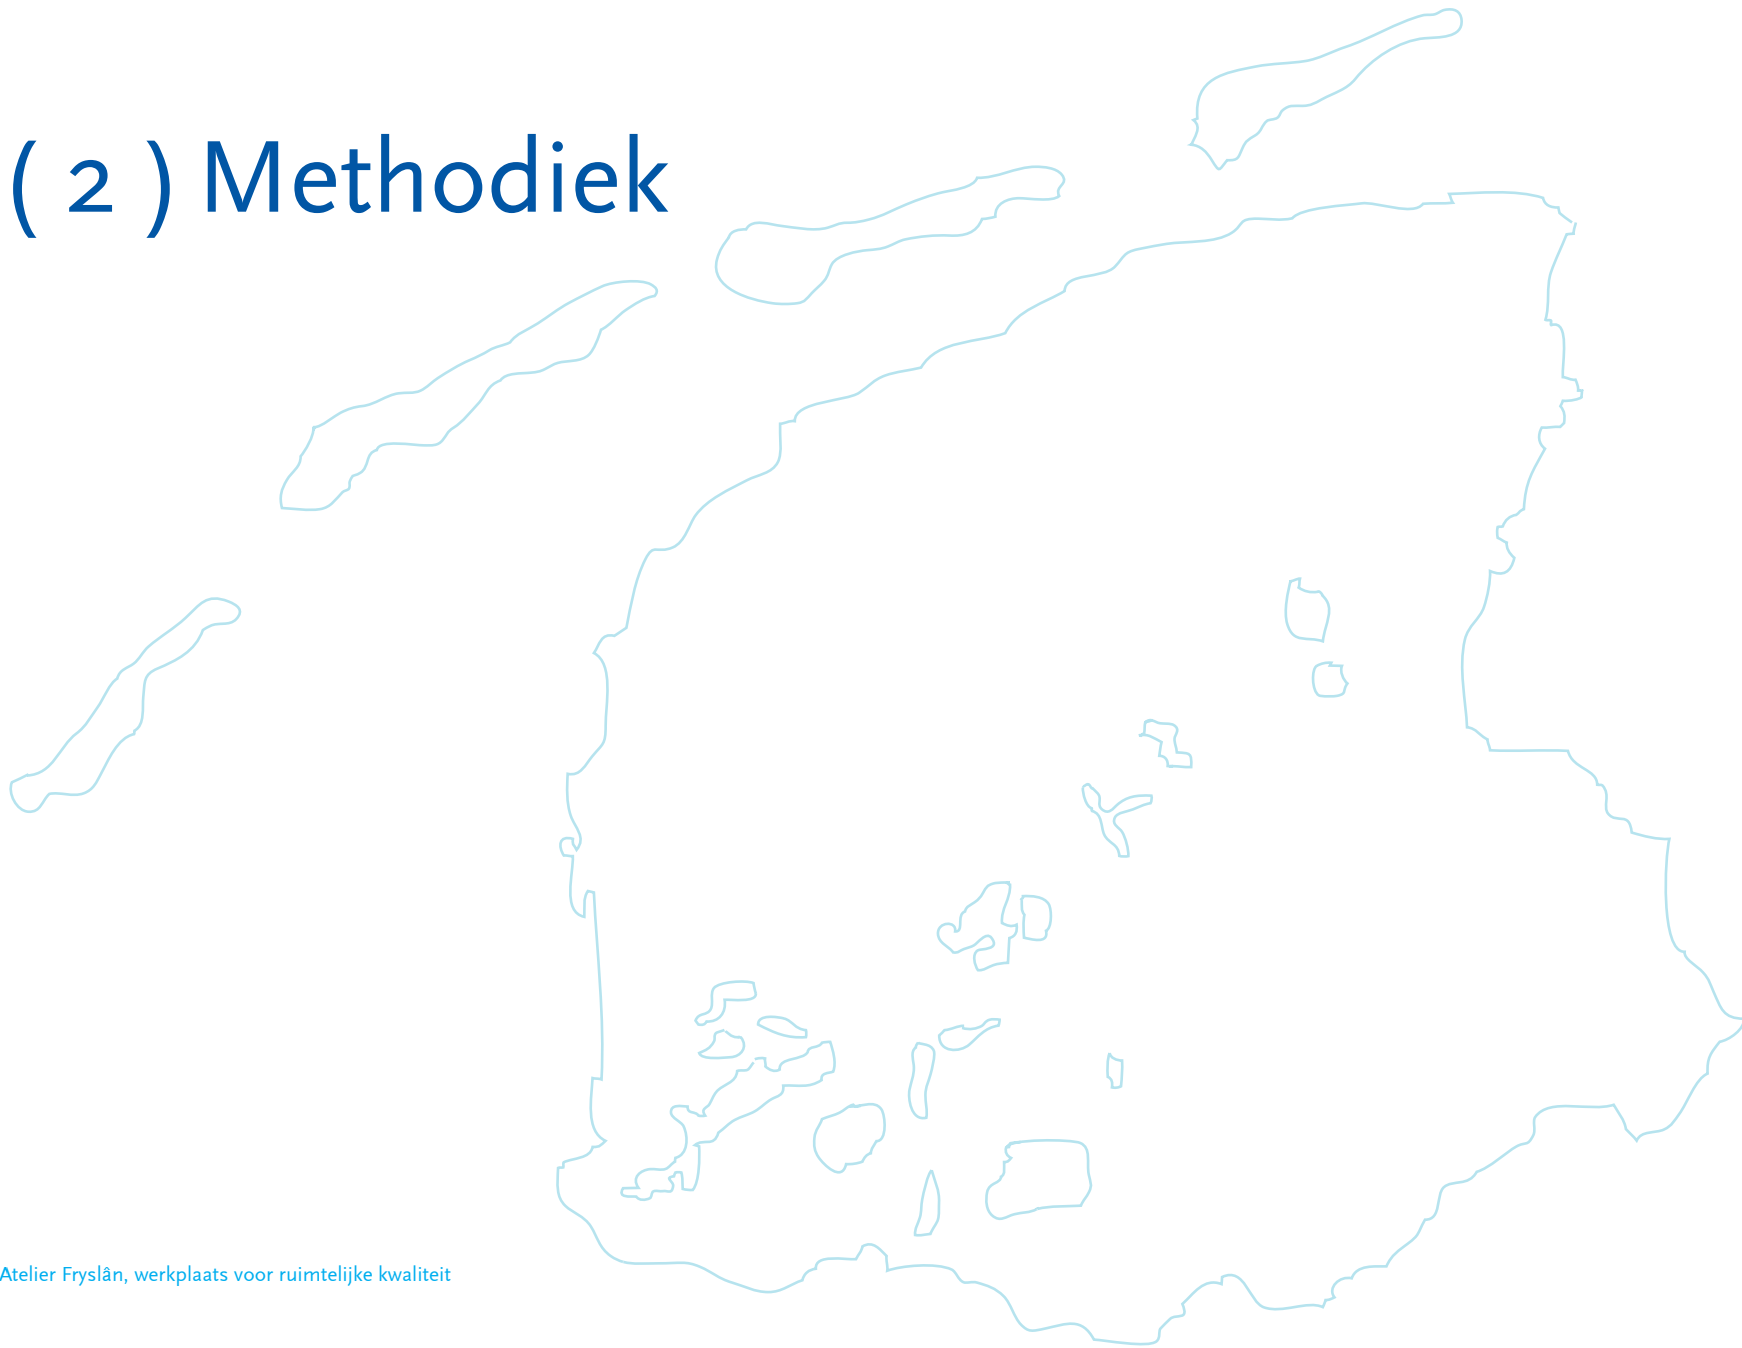 ( 2 ) Methodiek
Atelier Fryslân, werkplaats voor ruimtelijke kwaliteit